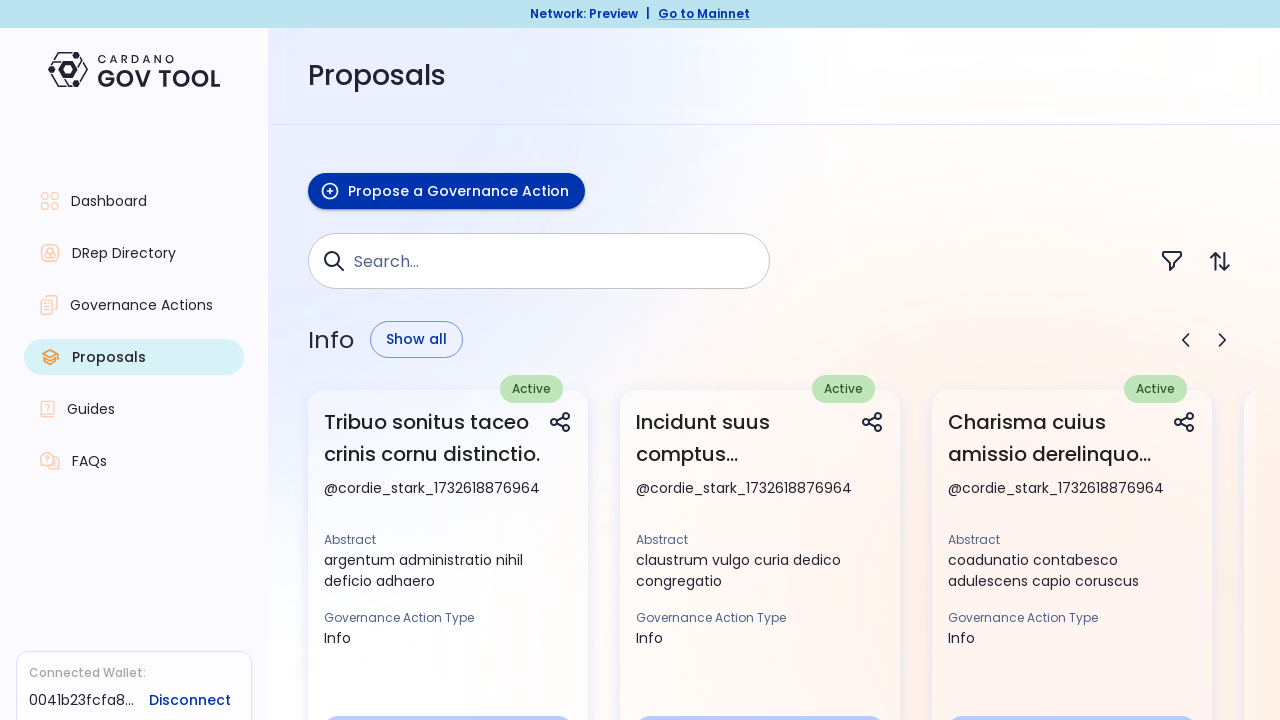 Network: Preview | Go to Mainnet
CARDANO
GOV TOOL
Proposals
Dashboard
DRep Directory
Governance Actions
Proposals
Guides
FAQs
Connected Wallet:
0041b23fcfa8...
Disconnect
Propose a Governance Action
Search...
Info
Show all
Active
Tribuo sonitus taceo
crinis cornu distinctio.
@cordie_stark_1732618876964
Abstract
argentum administratio nihil
deficio adhaero
Governance Action Type
Info
Active
Incidunt suus
comptus...
@cordie_stark_1732618876964
Abstract
claustrum vulgo curia dedico
congregatio
Governance Action Type
Info
Active
Charisma cuius
amissio derelinquo...
@cordie_stark_1732618876964
Abstract
coadunatio contabesco
adulescens capio coruscus
Governance Action Type
Info